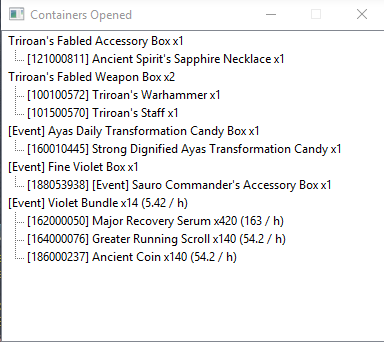 Containers Opened
Triroan's Fabled Accessory Box x1
[121000811] Ancient Spirit's Sapphire Necklace x1
Triroan's Fabled Weapon Box x2
[100100572] Triroan's Warhammer x1
[101500570] Triroan's Staff x1
[Event] Ayas Daily Transformation Candy Box x1
[160010445] Strong Dignified Ayas Transformation Candy x1
[Event] Fine Violet Box x1
[188053938] [Event] Sauro Commander's Accessory Box x1
[Event] Violet Bundle x14 (5.42 / h)
[162000050] Major Recovery Serum x420 (163 / h)
[164000076] Greater Running Scroll x140 (54.2 / h)
[186000237] Ancient Coin x140 (54.2 / h)